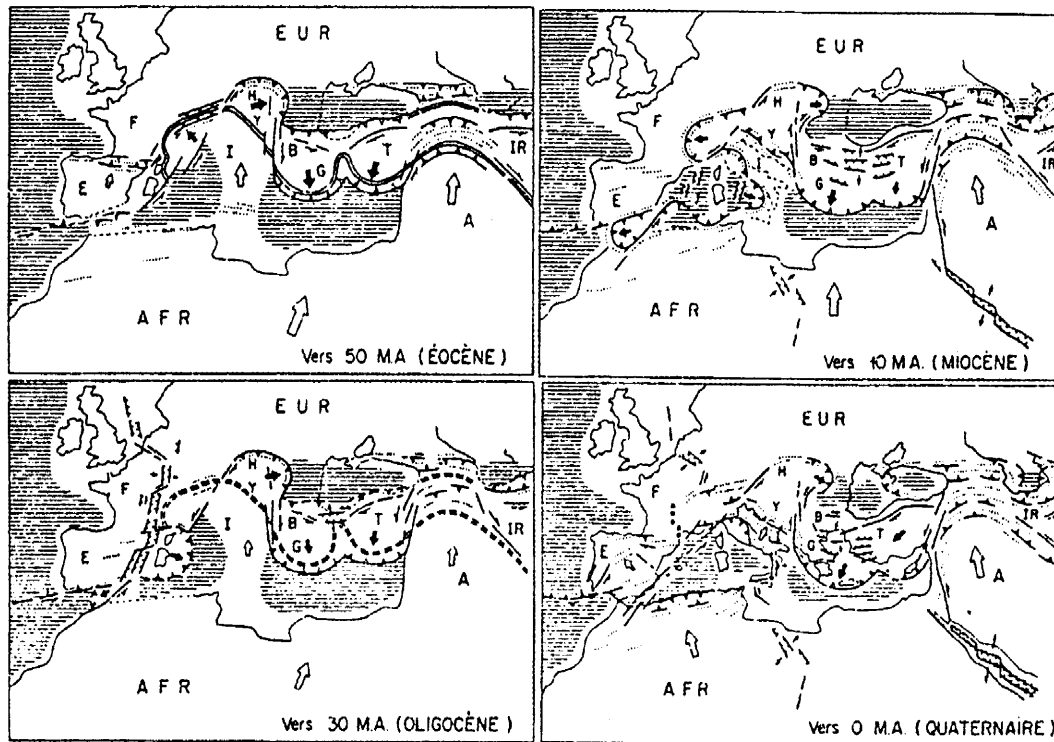 EUR
H
F
Y
I
B
T
IR
E
G
A
AFR
Vers 50 M.A (ÉOCÈNE)
EUR
H
F
Y
B
T
IR
G
E
A
AFR
Vers 10 M.A. (MIOCÈNE)
EUR
H
F
Y
I
B
T
IR
G
E
A
AFR
Vers 30 M.A. (OLIGOCÈNE)
EUR
H
F
Y
B
IR
E
G
T
A
AFR
Vers 0 M.A. (QUATERNAIRE)